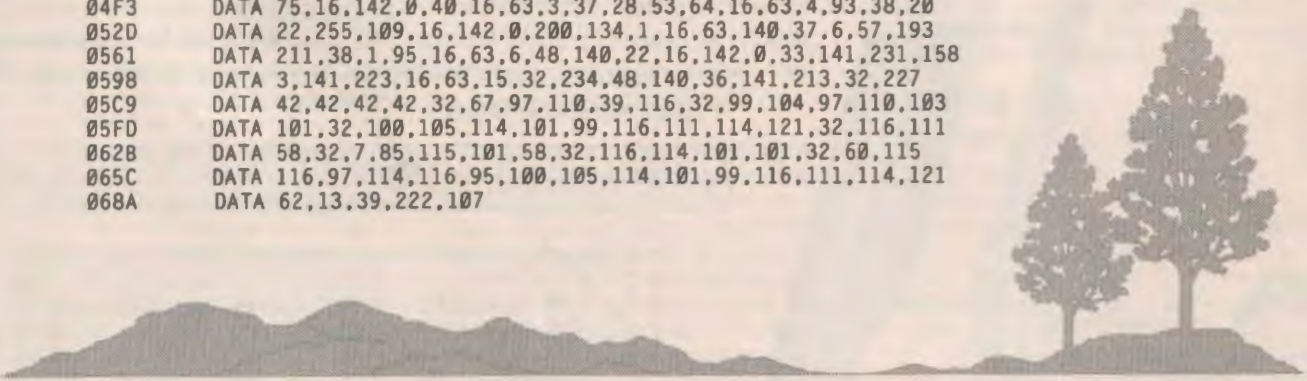 04F3 DATA 75,16,142,0,40,16,63,3,37,28,53,64,16,63,4,93,38,20
052D DATA 22,255,109,16,142,0,200,134,1,16,63,140,37,6,57,193
0561 DATA 211,38,1,95,16,63,6,48,140,22,16,142,0,33,141,231,158
0598 DATA 3,141,223,16,63,15,32,234,48,140,36,141,213,32,227
05C9 DATA 42,42,42,42,32,67,97,110,39,116,32,99,104,97,110,103
05FD DATA 101,32,100,105,114,101,99,116,111,114,121,32,116,111
062B DATA 58,32,7,85,115,101,58,32,116,114,101,101,32,60,115
065C DATA 116,97,114,116,95,100,105,114,101,99,116,111,114,121
068A DATA 62,13,39,222,107